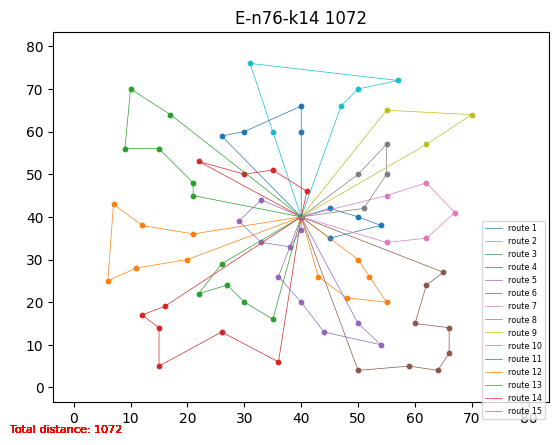 E-n76-k14 1072
80
70
60
50
40
30
20
10
0
0 10 20 30 40 50 60 70 80
route 1
route 2
route 3
route 4
route 5
route 6
route 7
route 8
route 9
route 10
route 11
route 12
route 13
route 14
route 15
Total distance: 1072